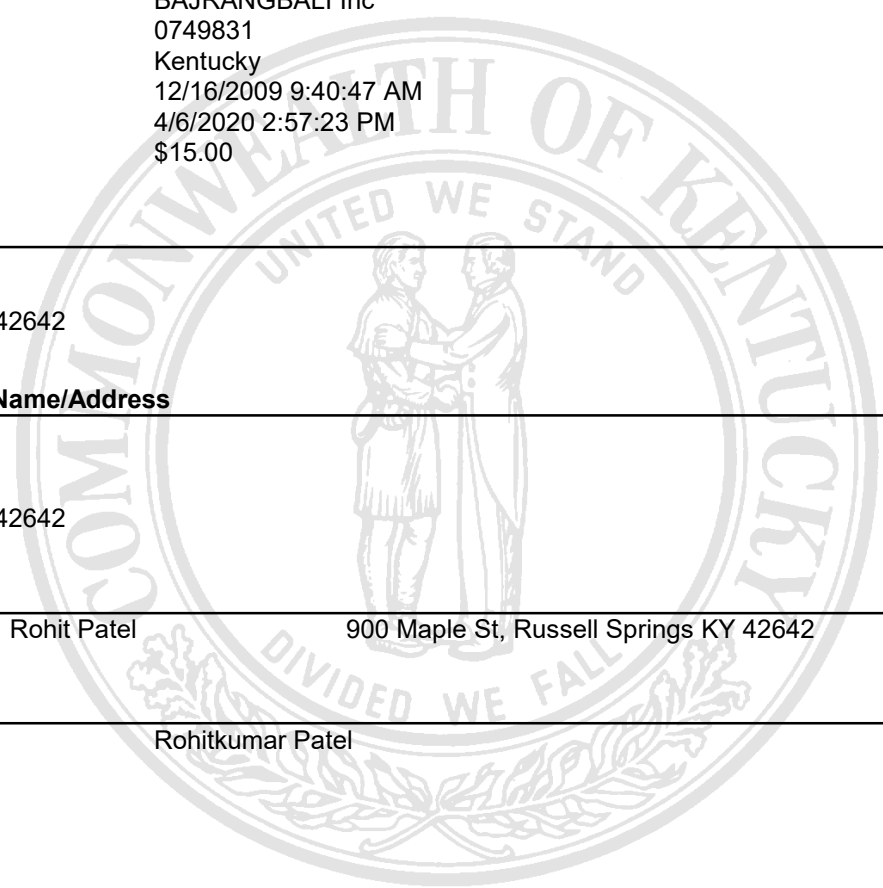 BAJRANGBALI Inc
0749831
Kentucky
12/16/2009 9:40:47 AM
4/6/2020 2:57:23 PM
$15.00
COMMONWEALTH OF KENTUCKY
UNITED WE STAND
42642
Name/Address
42642
Rohit Patel 900 Maple St, Russell Springs KY 42642
DIVIDED WE FALL
Rohitkumar Patel